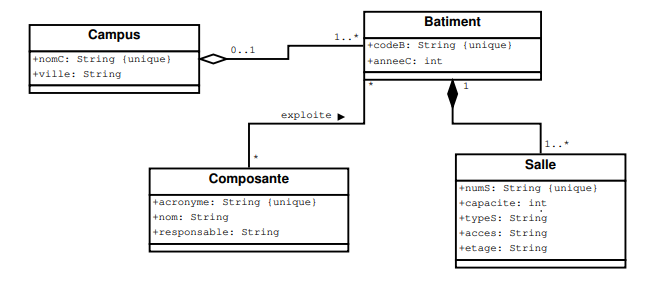 Campus
+nomC: String {unique}
+ville: String
0..1
1..*
Batiment
+codeB: String {unique}
+anneeC: int
*
1
exploite ▶
*
1..*
Composante
+acronyme: String {unique}
+nom: String
+responsable: String
Salle
+numS: String {unique}
+capacite: int
+typeS: String
+acces: String
+etage: String